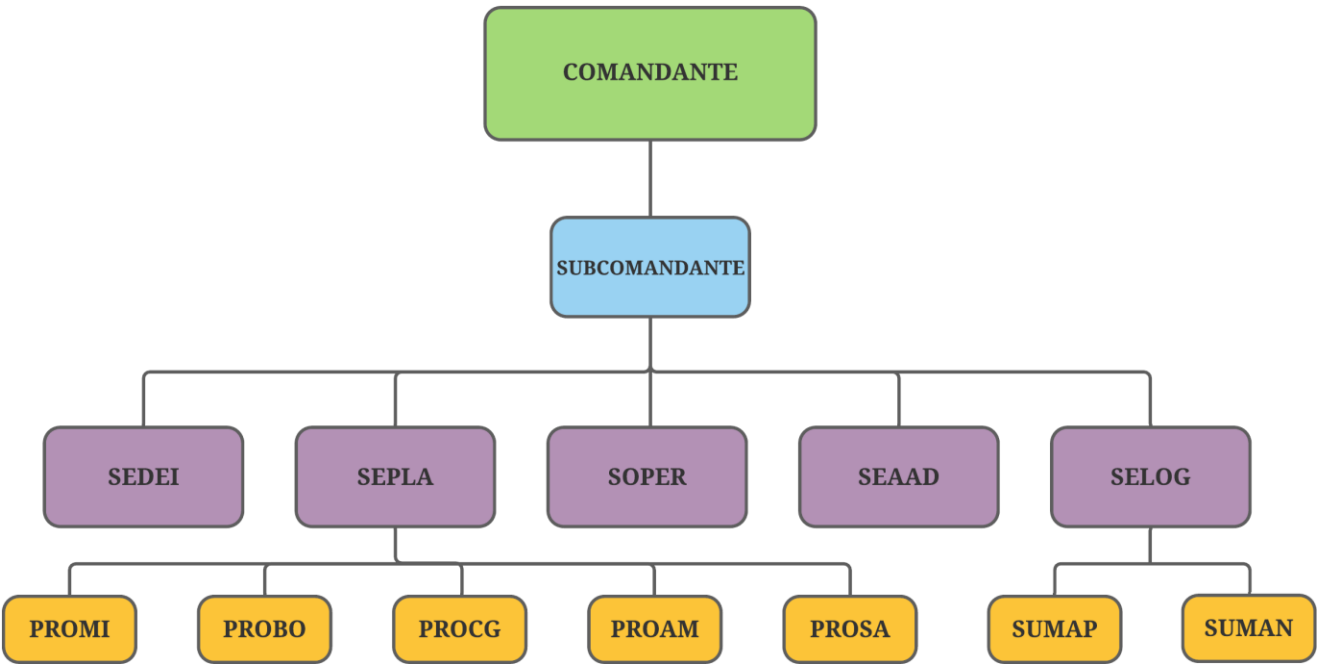 COMANDANTE
SUBCOMANDANTE
SEDEI
SEPLA
SOPER
SEAAD
SELOG
PROMI
PROBO
PROCG
PROAM
PROSA
SUMAP
SUMAN